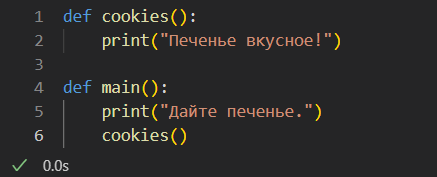 1 def cookies():
2     print("Печенье вкусное!")
3
4 def main():
5     print("Дайте печенье.")
6     cookies()
✓ 0.0s